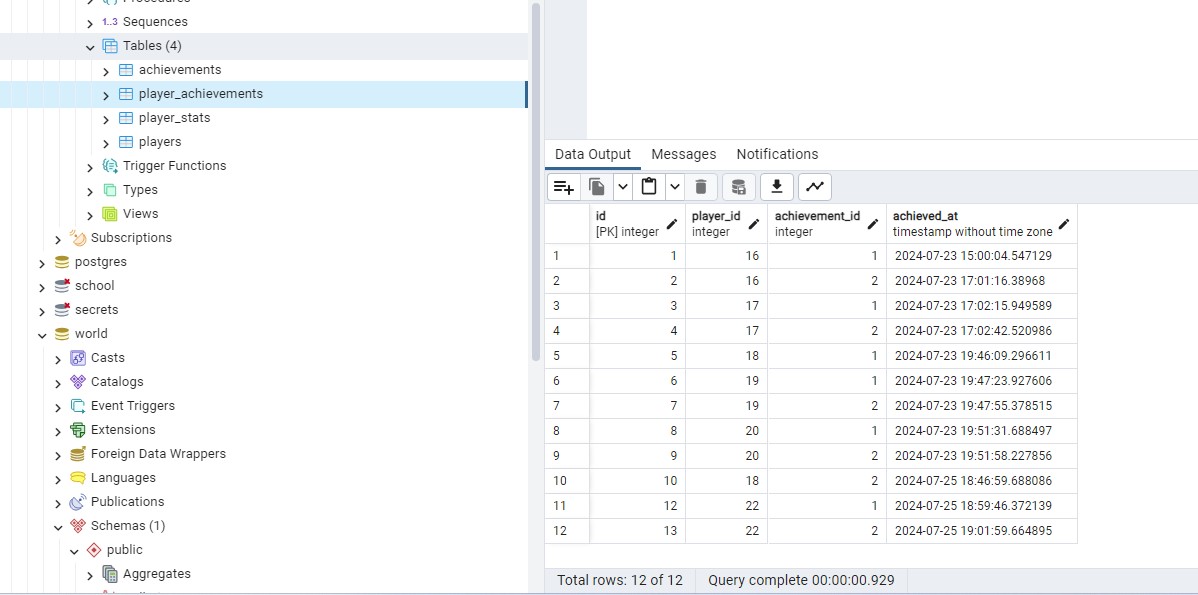 Procedures
1..3 Sequences
Tables (4)
achievements
player_achievements
player_stats
players
Trigger Functions
Types
Views
Subscriptions
postgres
school
secrets
world
Casts
Catalogs
Event Triggers
Extensions
Foreign Data Wrappers
Languages
Publications
Schemas (1)
public
Aggregates
Data Output Messages Notifications
id player_id achievement_id achieved_at
[PK] integer integer integer timestamp without time zone
1 1 16 1 2024-07-23 15:00:04.547129
2 2 16 2 2024-07-23 17:01:16.38968
3 3 17 1 2024-07-23 17:02:15.949589
4 4 17 2 2024-07-23 17:02:42.520986
5 5 18 1 2024-07-23 19:46:09.296611
6 6 19 1 2024-07-23 19:47:23.927606
7 7 19 2 2024-07-23 19:47:55.378515
8 8 20 1 2024-07-23 19:51:31.688497
9 9 20 2 2024-07-23 19:51:58.227856
10 10 18 2 2024-07-25 18:46:59.688086
11 12 22 1 2024-07-25 18:59:46.372139
12 13 22 2 2024-07-25 19:01:59.664895
Total rows: 12 of 12 Query complete 00:00:00.929